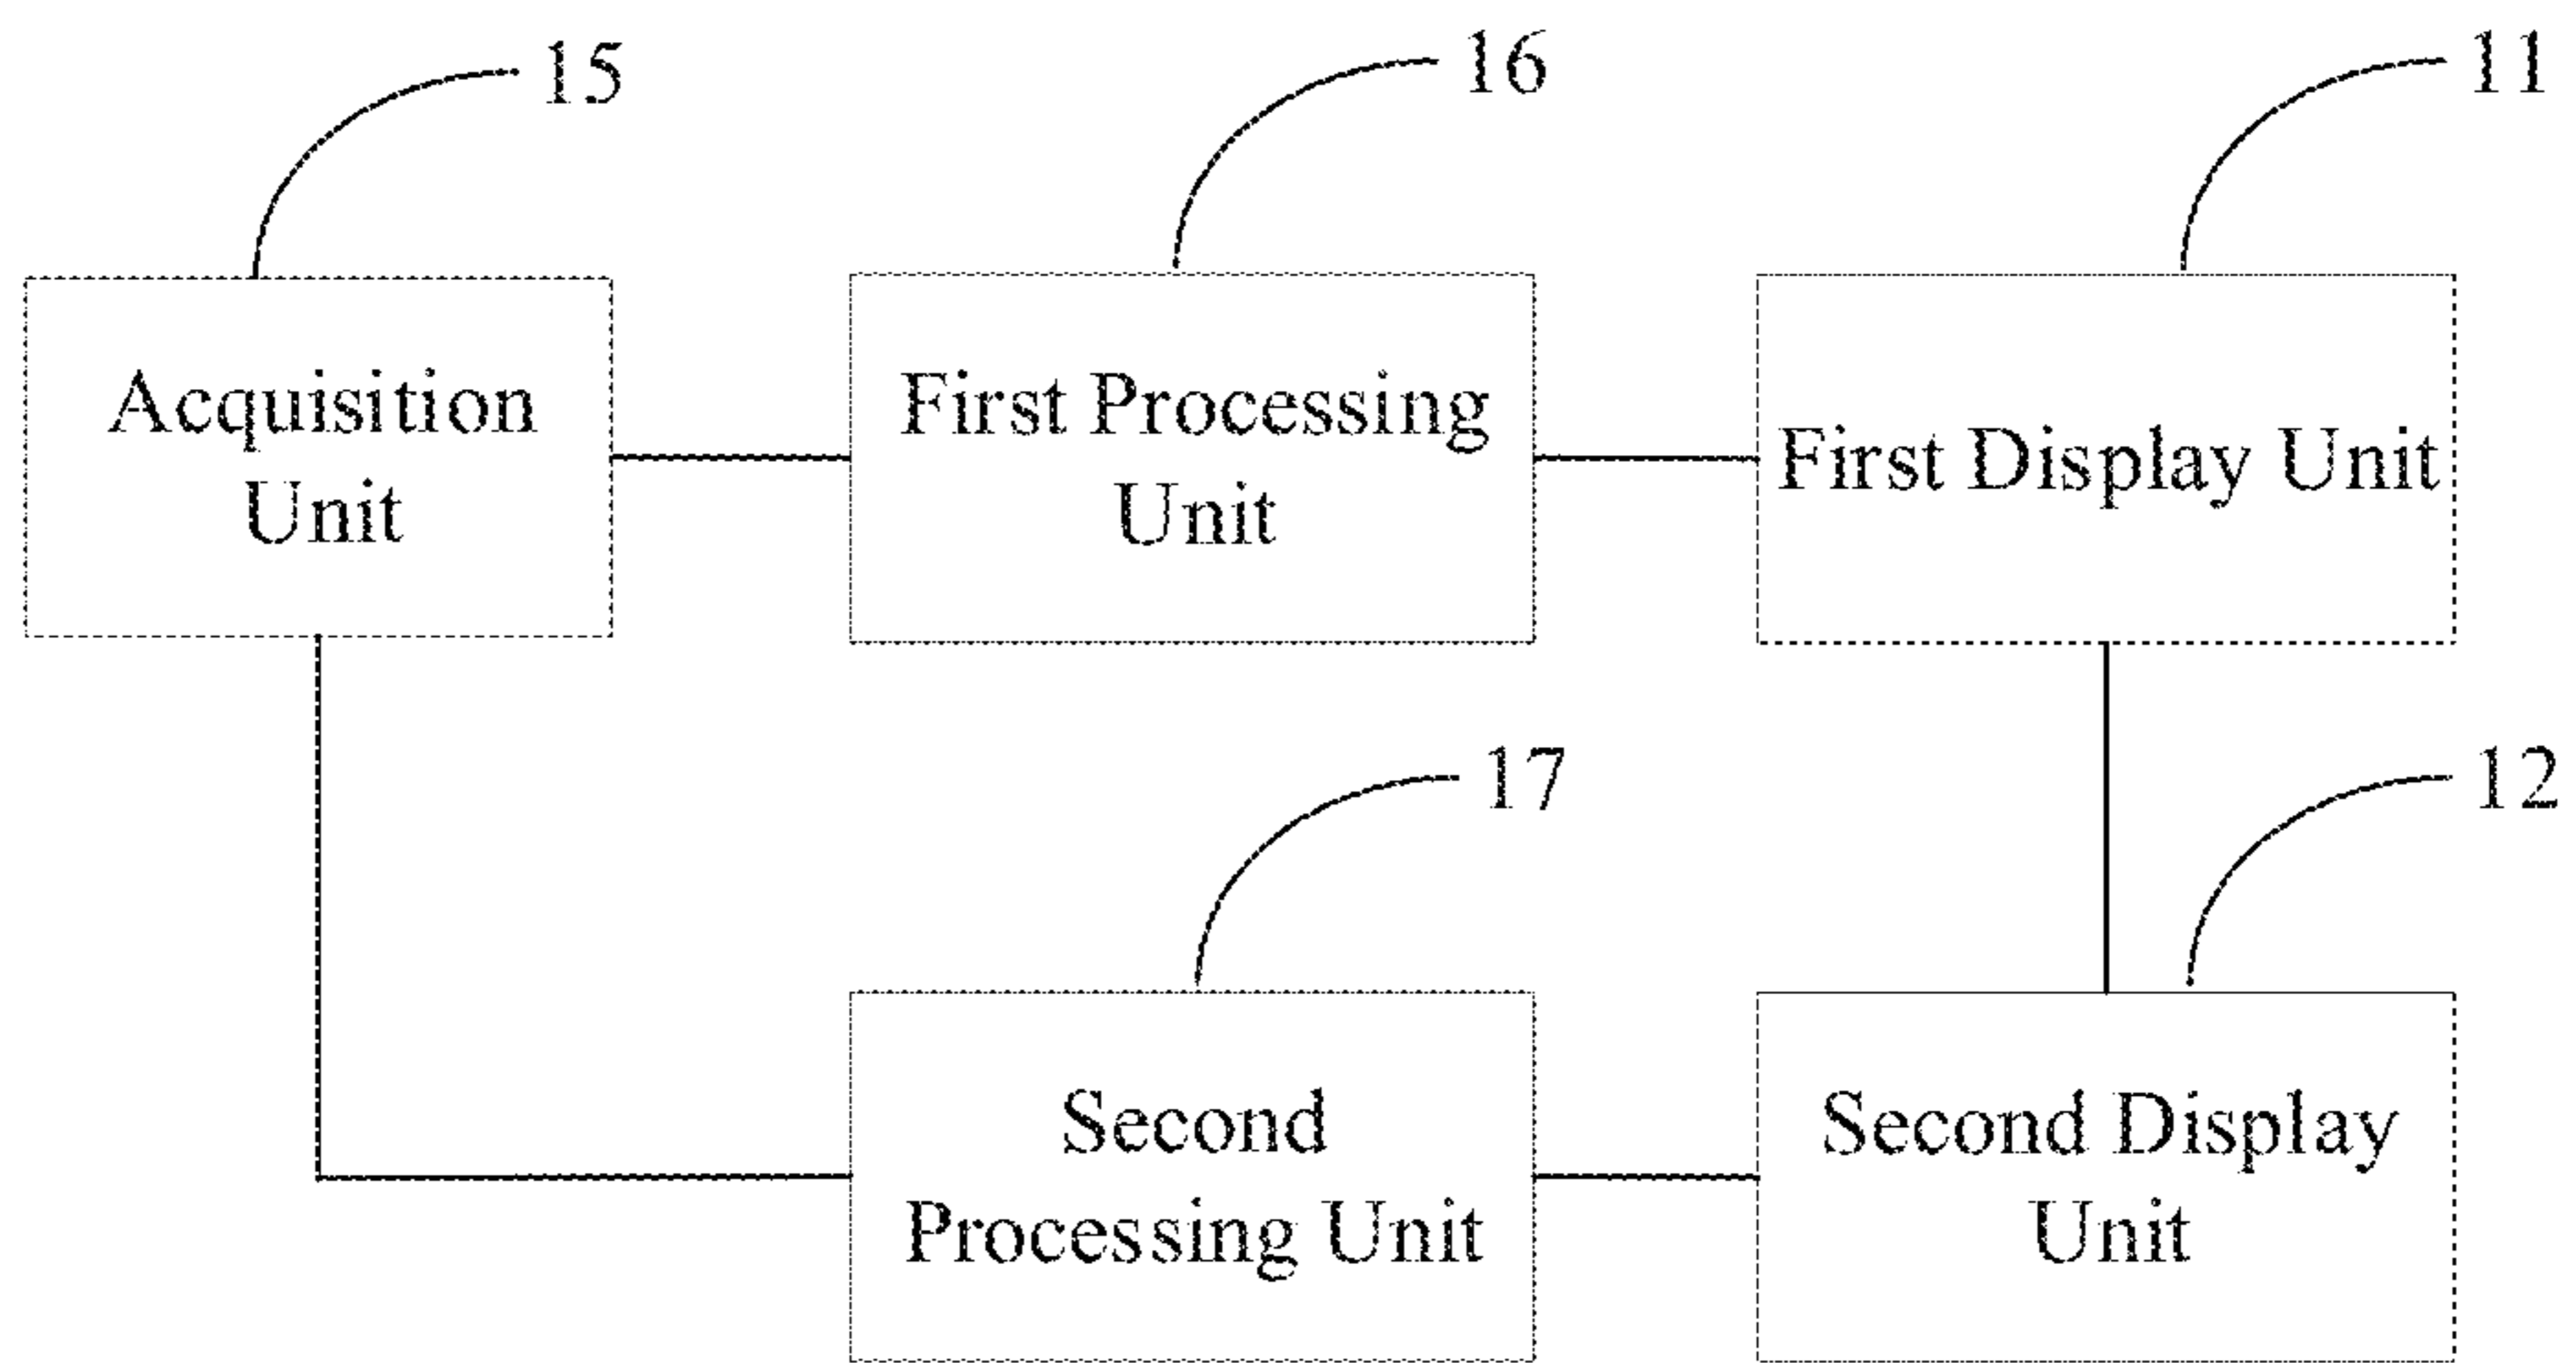 15
16
11
Acquisition
Unit
First Processing
Unit
First Display Unit
17
12
Second
Processing Unit
Second Display
Unit